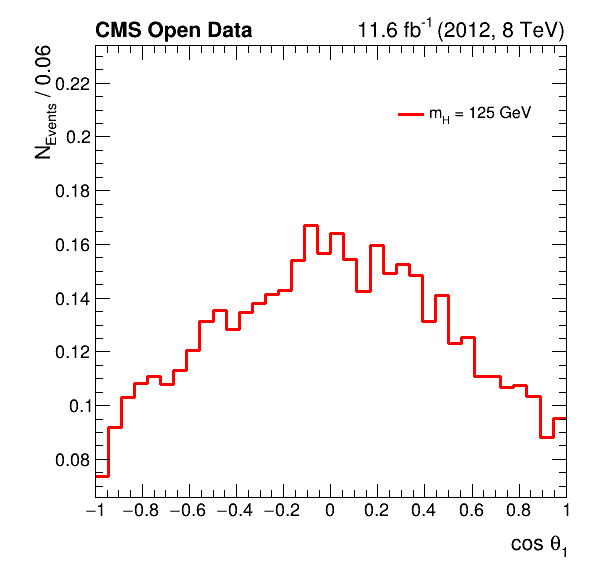 CMS Open Data 11.6 fb⁻¹ (2012, 8 TeV)
N_Events / 0.06
m_H = 125 GeV
0.22
0.2
0.18
0.16
0.14
0.12
0.1
0.08
−1 −0.8 −0.6 −0.4 −0.2 0 0.2 0.4 0.6 0.8 1
cos θ₁